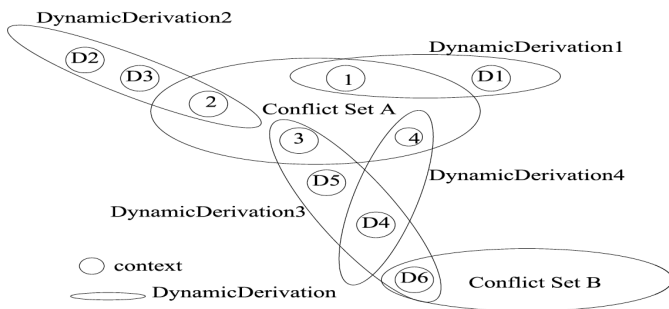 DynamicDerivation2
DynamicDerivation1
D2
D3
1
D1
2
Conflict Set A
3
4
D5
DynamicDerivation4
DynamicDerivation3
D4
context
D6
Conflict Set B
DynamicDerivation